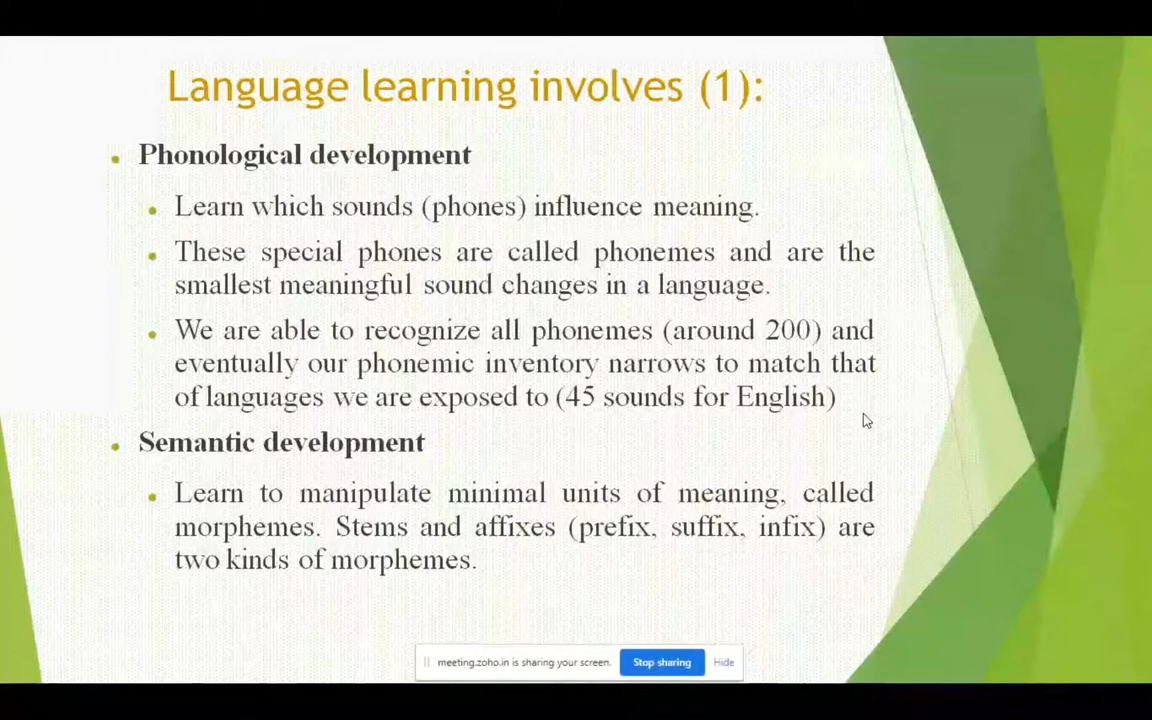 Language learning involves (1):
Phonological development
Learn which sounds (phones) influence meaning.
These special phones are called phonemes and are the
smallest meaningful sound changes in a language.
We are able to recognize all phonemes (around 200) and
eventually our phonemic inventory narrows to match that
of languages we are exposed to (45 sounds for English)
Semantic development
Learn to manipulate minimal units of meaning, called
morphemes. Stems and affixes (prefix, suffix, infix) are
two kinds of morphemes.
meeting.zoho.in is sharing your screen. Stop sharing Hide